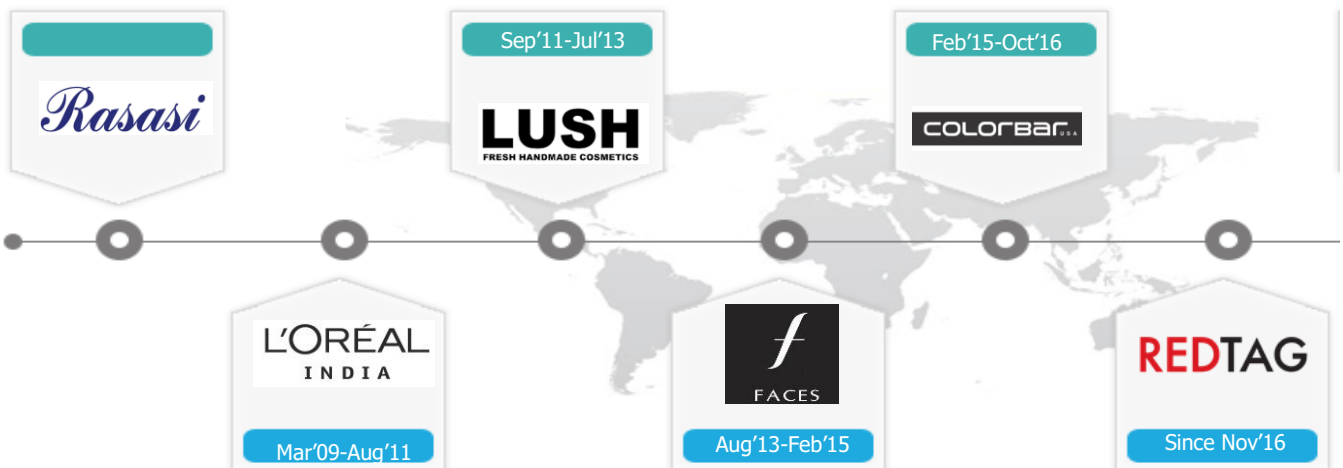 Rasasi
Sep’11-Jul’13
LUSH
FRESH HANDMADE COSMETICS
Feb’15-Oct’16
COLORBAR USA
L'ORÉAL
INDIA
Mar’09-Aug’11
f
FACES
Aug’13-Feb’15
REDTAG
Since Nov’16